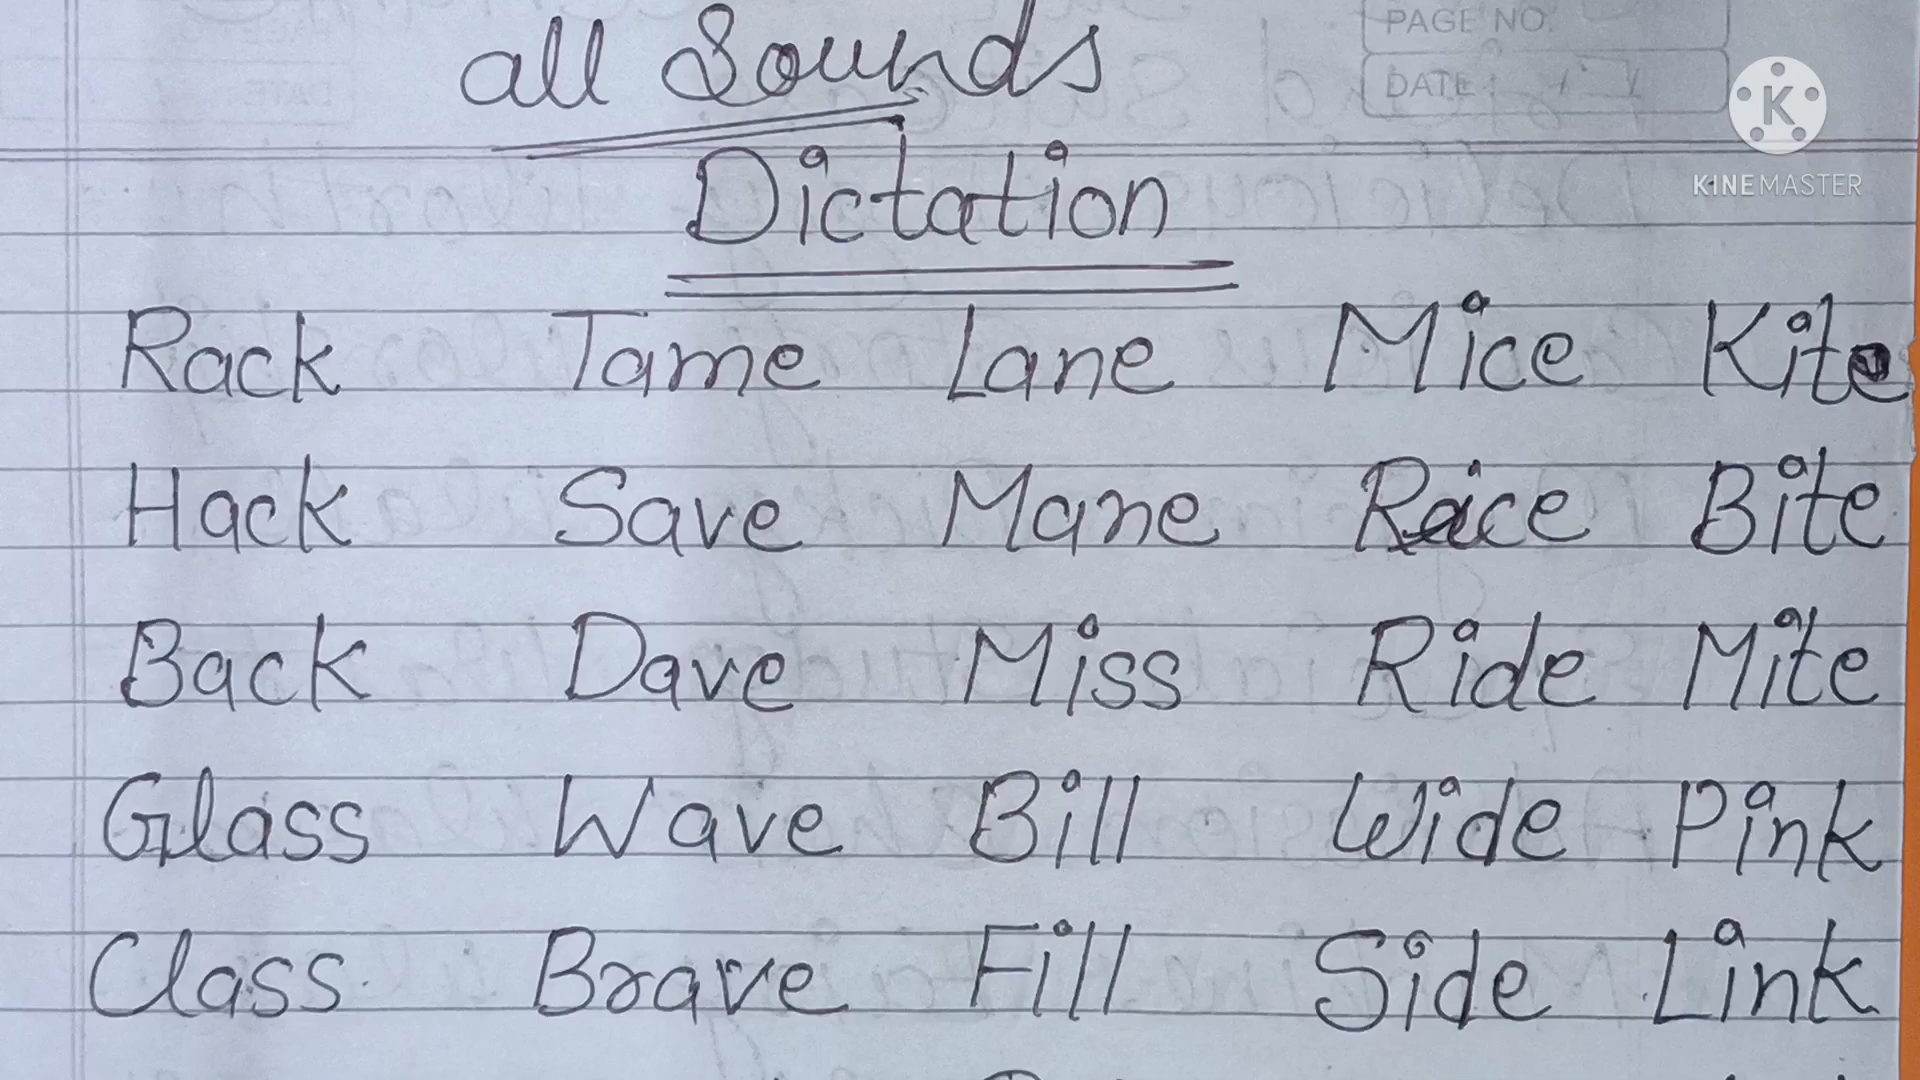 all Sounds
PAGE NO.
DATE:
K
KINEMASTER
Dictation
Rack Tame Lane Mice Kite
Hack Save Mane Rice Bite
Back Dave Miss Ride Mite
Glass Wave Bill Wide Pink
Class Brave Fill Side Link